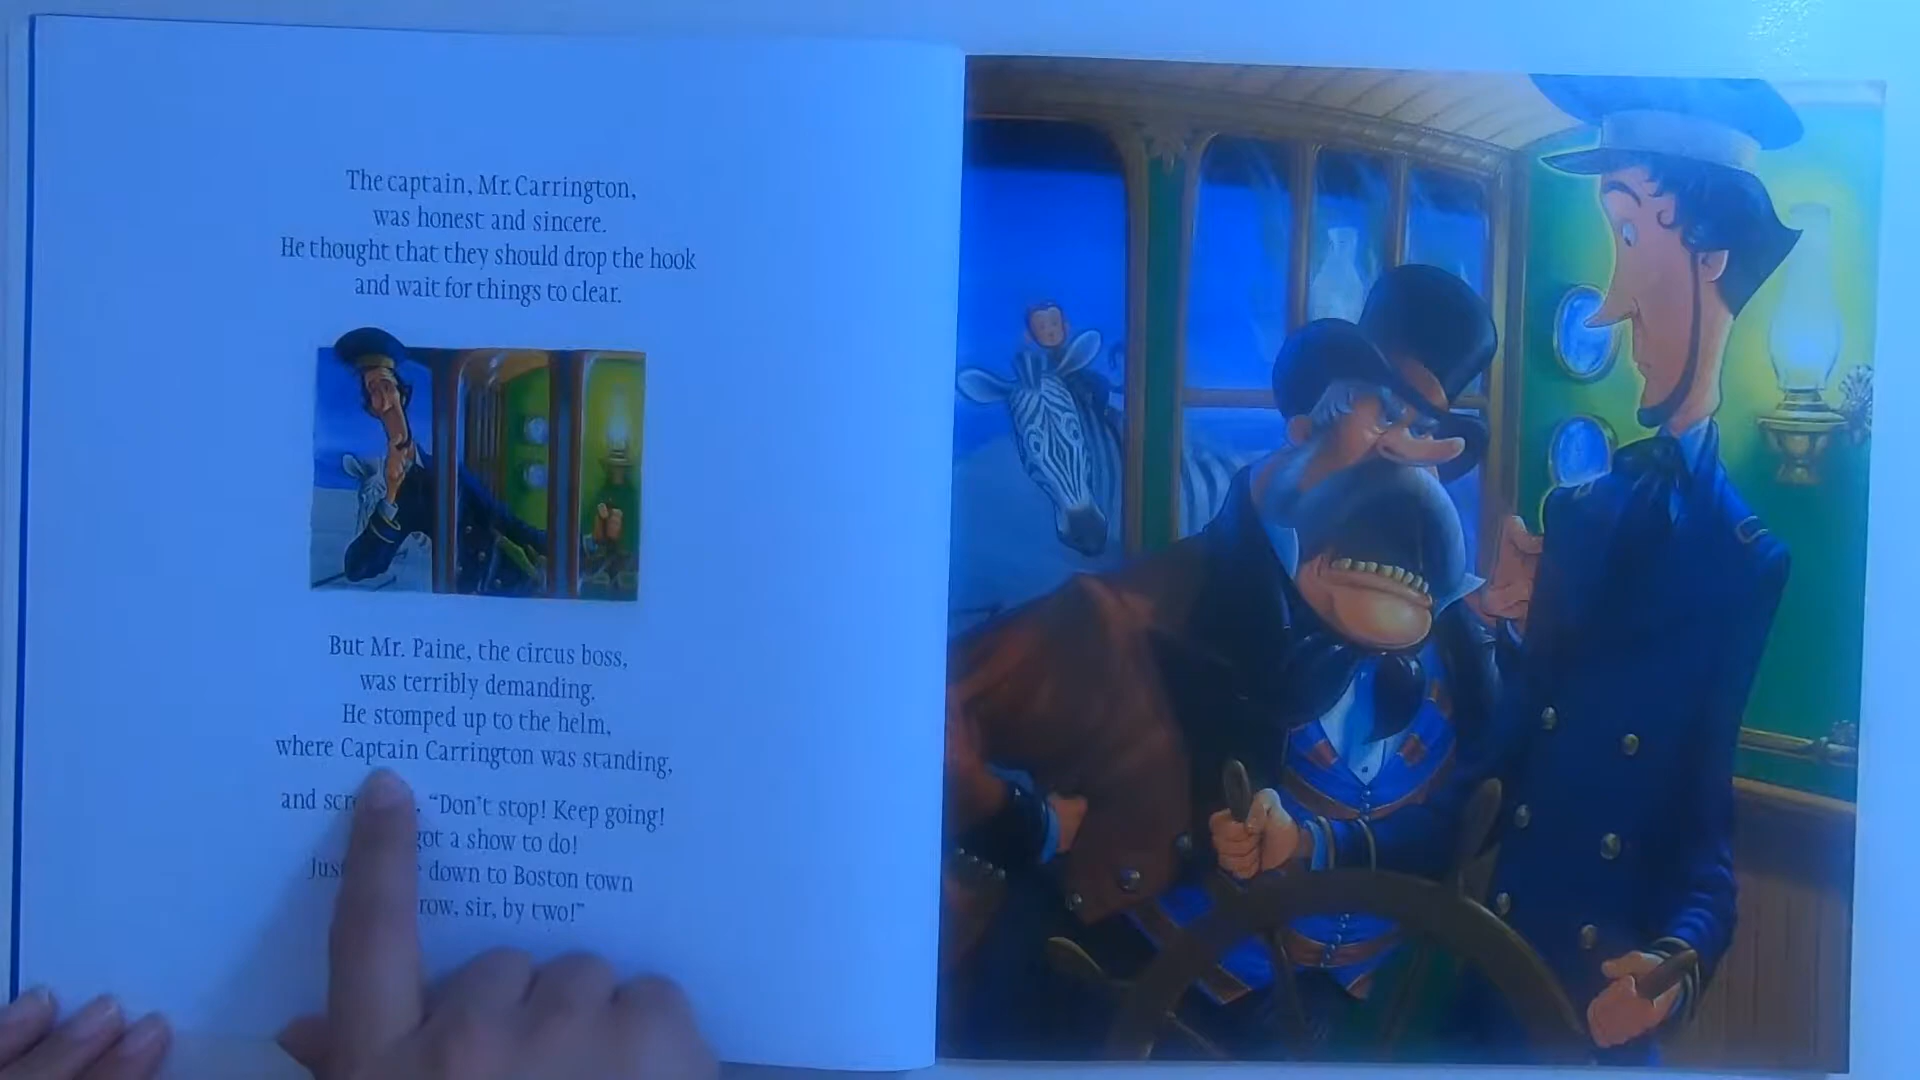 The captain, Mr. Carrington,
was honest and sincere.
He thought that they should drop the hook
and wait for things to clear.
But Mr. Paine, the circus boss,
was terribly demanding.
He stomped up to the helm,
where Captain Carrington was standing,
and “Don’t stop! Keep going!
got a show to do!
down to Boston town
sir, by two!”